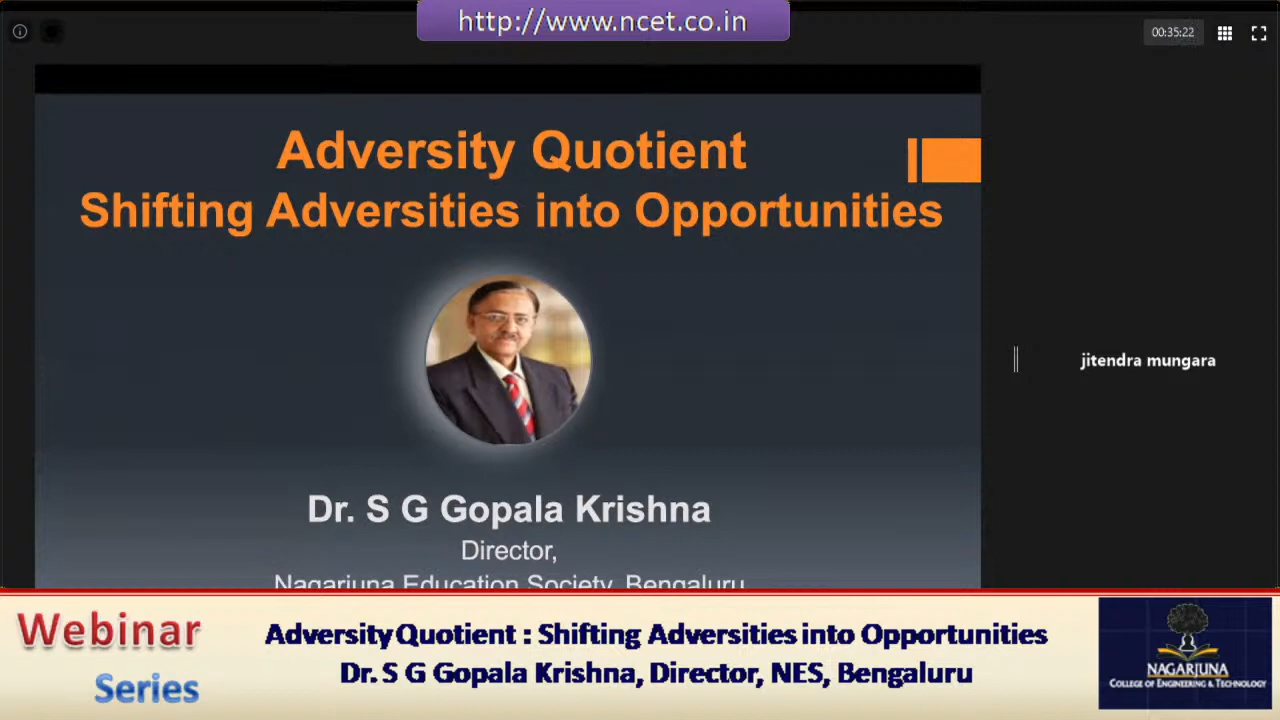 http://www.ncet.co.in
00:35:22
Adversity Quotient
Shifting Adversities into Opportunities
jitendra mungara
Dr. S G Gopala Krishna
Director,
Nagarjuna Education Society, Bengaluru
Webinar
Series
Adversity Quotient : Shifting Adversities into Opportunities
Dr. S G Gopala Krishna, Director, NES, Bengaluru
NAGARJUNA
COLLEGE OF ENGINEERING & TECHNOLOGY